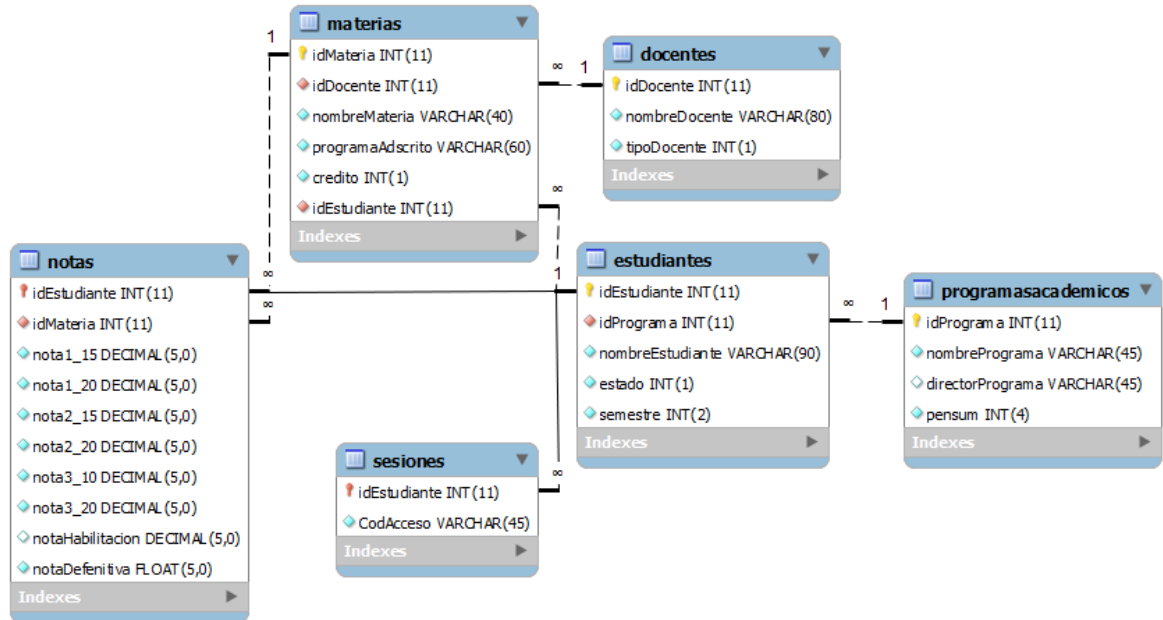 materias
idMateria INT(11)
idDocente INT(11)
nombreMateria VARCHAR(40)
programaAdscrito VARCHAR(60)
credito INT(1)
idEstudiante INT(11)
Indexes
1
∞
1
docentes
idDocente INT(11)
nombreDocente VARCHAR(80)
tipoDocente INT(1)
Indexes
∞
1
notas
idEstudiante INT(11)
idMateria INT(11)
nota1_15 DECIMAL(5,0)
nota1_20 DECIMAL(5,0)
nota2_15 DECIMAL(5,0)
nota2_20 DECIMAL(5,0)
nota3_10 DECIMAL(5,0)
nota3_20 DECIMAL(5,0)
notaHabilitacion DECIMAL(5,0)
notaDefenitiva FLOAT(5,0)
Indexes
∞
∞
estudiantes
idEstudiante INT(11)
idPrograma INT(11)
nombreEstudiante VARCHAR(90)
estado INT(1)
semestre INT(2)
Indexes
∞
1
programasacademicos
idPrograma INT(11)
nombrePrograma VARCHAR(45)
directorPrograma VARCHAR(45)
pensum INT(4)
Indexes
sesiones
idEstudiante INT(11)
CodAcceso VARCHAR(45)
Indexes
∞